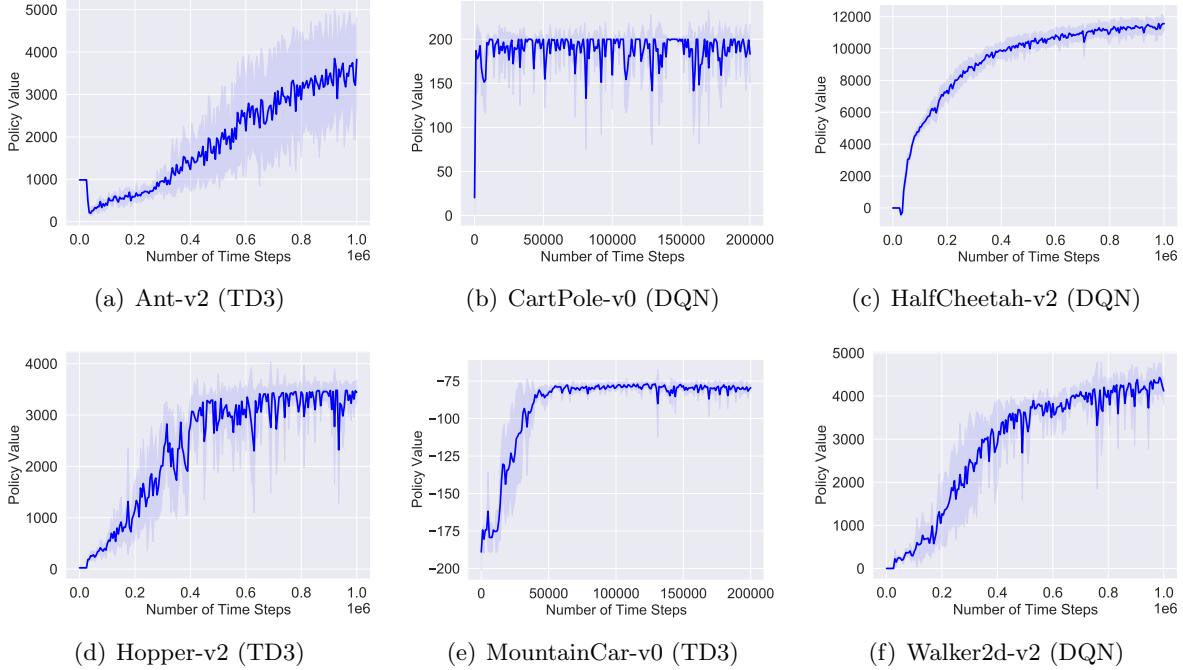 5000
4000
3000
2000
1000
0
Policy Value
0.0 0.2 0.4 0.6 0.8 1.0
1e6
Number of Time Steps
(a) Ant-v2 (TD3)
200
150
100
50
0
Policy Value
0 50000 100000 150000 200000
Number of Time Steps
(b) CartPole-v0 (DQN)
12000
10000
8000
6000
4000
2000
0
Policy Value
0.0 0.2 0.4 0.6 0.8 1.0
1e6
Number of Time Steps
(c) HalfCheetah-v2 (DQN)
4000
3000
2000
1000
0
Policy Value
0.0 0.2 0.4 0.6 0.8 1.0
1e6
Number of Time Steps
(d) Hopper-v2 (TD3)
−75
−100
−125
−150
−175
−200
Policy Value
0 50000 100000 150000 200000
Number of Time Steps
(e) MountainCar-v0 (TD3)
5000
4000
3000
2000
1000
0
Policy Value
0.0 0.2 0.4 0.6 0.8 1.0
1e6
Number of Time Steps
(f) Walker2d-v2 (DQN)